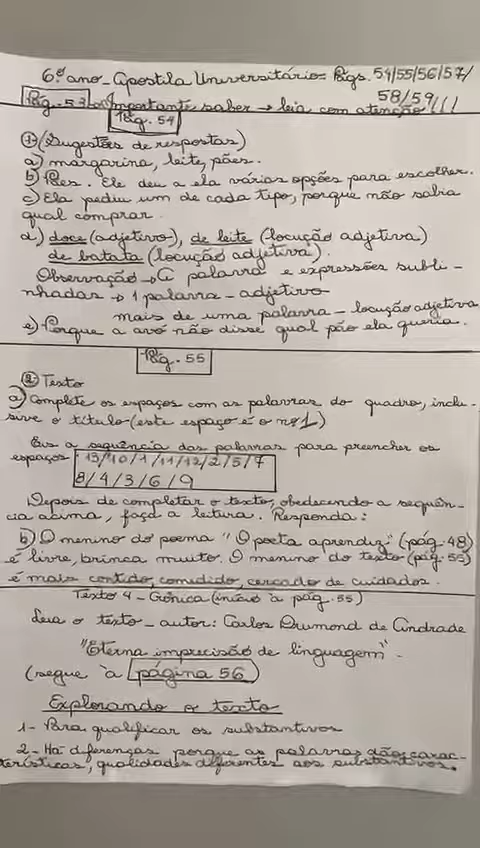 6º ano - Apostila Universitário - Págs. 54/55/56/57/
58/59
Pág. 53 Importante saber → leia com atenção!!!
Pág. 54
① (Sugestões de respostas)
a) margarina, leite, pães.
b) Pães. Ele deu a ela várias opções para escolher.
c) Ela pediu um de cada tipo, porque não sabia
qual comprar.
d) doce (adjetivo), de leite (locução adjetiva)
de batata (locução adjetiva).
Observação → A palavra e expressões subli-
nhadas → 1 palavra - adjetivo
mais de uma palavra - locução adjetiva
e) Porque a avó não disse qual pão ela queria.
Pág. 55
② Texto
a) Complete os espaços com as palavras do quadro, inclu-
sive o título (este espaço é o nº 1)
Eis a sequência das palavras para preencher os
espaços 13/10/1/11/12/2/5/7
8/4/3/6/9
Depois de completar o texto, obedecendo a sequên-
cia acima, faça a leitura. Responda:
b) O menino do poema "O poeta aprendiz" (pág. 48)
é livre, brinca muito. O menino do texto (pág. 55)
é mais contido, comedido, cercado de cuidados.
Texto 4 - Crônica (início à pág. 55)
Leia o texto - autor: Carlos Drumond de Andrade
"Eterna imprecisão de linguagem" -
(segue à página 56)
Explorando o texto
1- Para qualificar os substantivos
2- Há diferenças porque as palavras dão carac-
terísticas, qualidades diferentes aos substantivos.